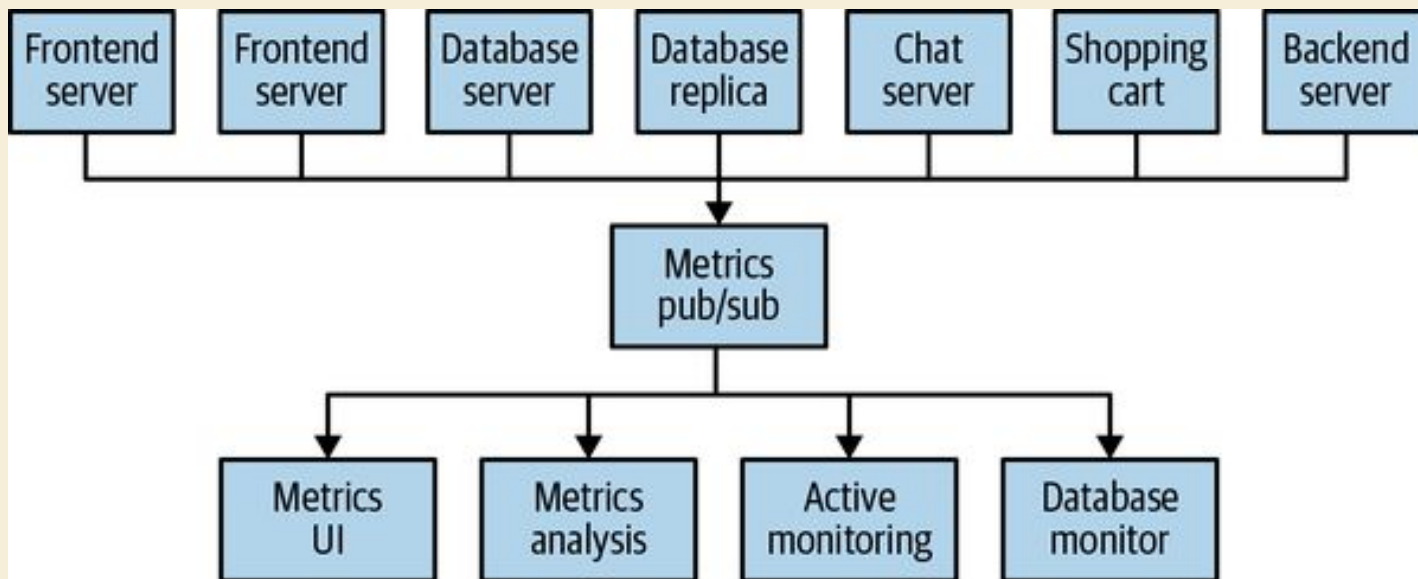 Frontend
server
Frontend
server
Database
server
Database
replica
Chat
server
Shopping
cart
Backend
server
Metrics
pub/sub
Metrics
UI
Metrics
analysis
Active
monitoring
Database
monitor